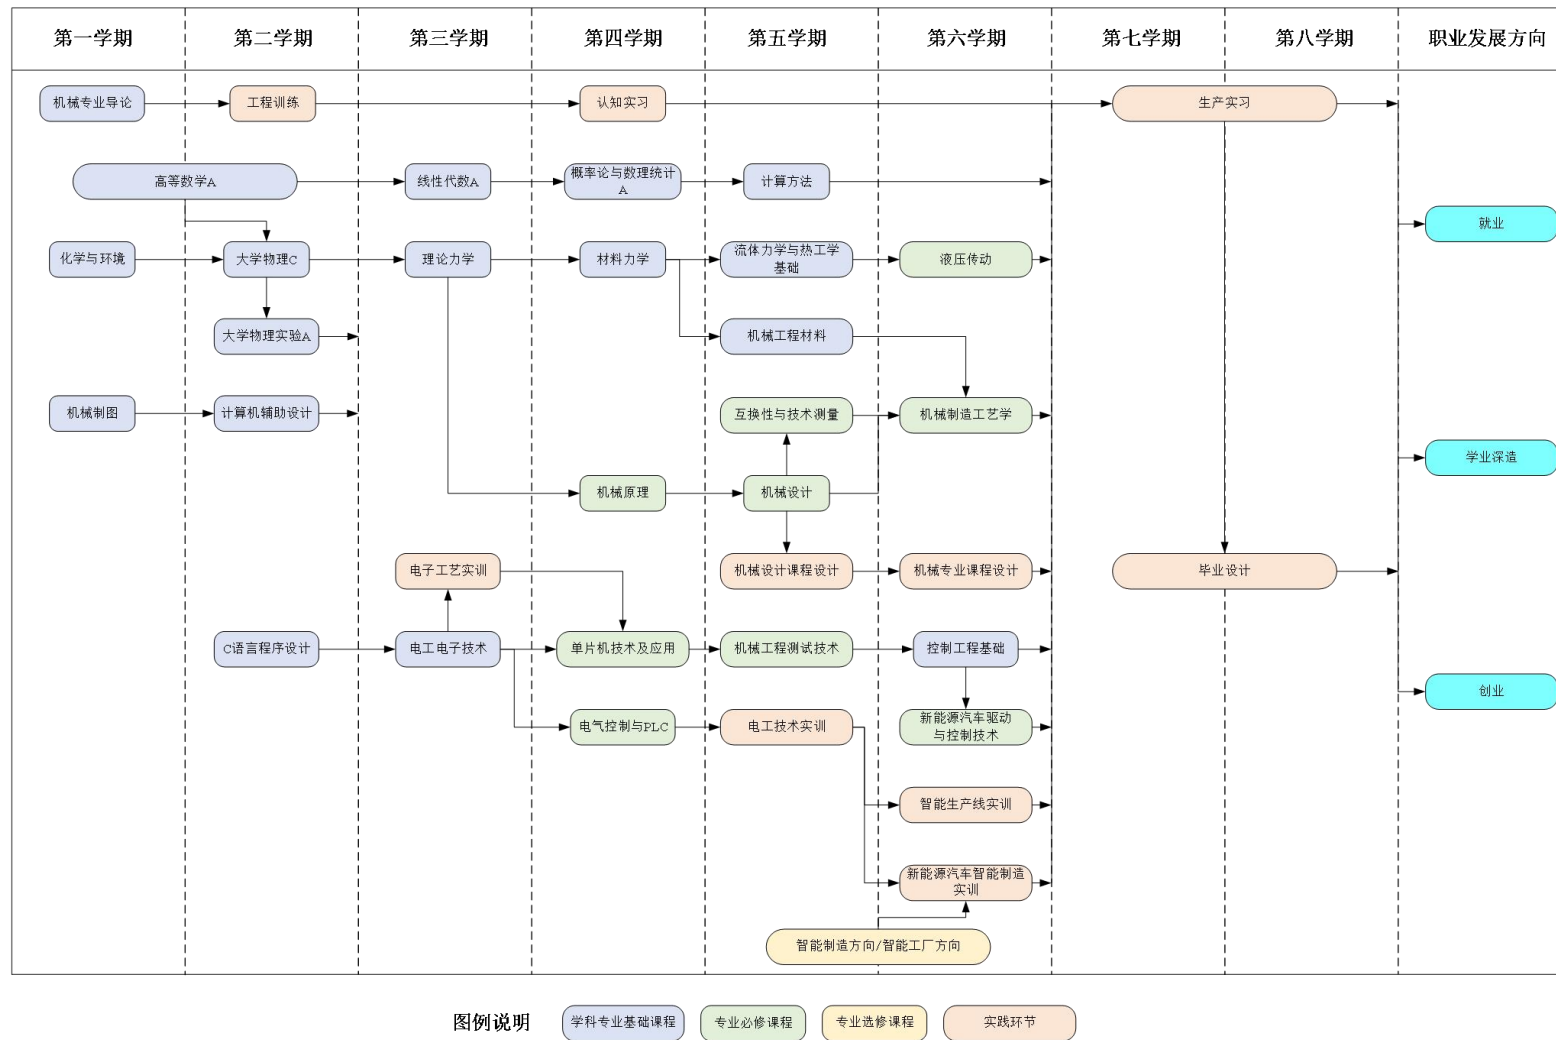 第一学期
第二学期
第三学期
第四学期
第五学期
第六学期
第七学期
第八学期
职业发展方向
机械专业导论
工程训练
认知实习
生产实习
高等数学A
线性代数A
概率论与数理统计
A
计算方法
就业
化学与环境
大学物理C
理论力学
材料力学
流体力学与热工学
基础
液压传动
大学物理实验A
机械工程材料
机械制图
计算机辅助设计
互换性与技术测量
机械制造工艺学
学业深造
机械原理
机械设计
电子工艺实训
机械设计课程设计
机械专业课程设计
毕业设计
C语言程序设计
电工电子技术
单片机技术及应用
机械工程测试技术
控制工程基础
创业
电气控制与PLC
电工技术实训
新能源汽车驱动
与控制技术
智能生产线实训
新能源汽车智能制造
实训
智能制造方向/智能工厂方向
图例说明
学科专业基础课程
专业必修课程
专业选修课程
实践环节